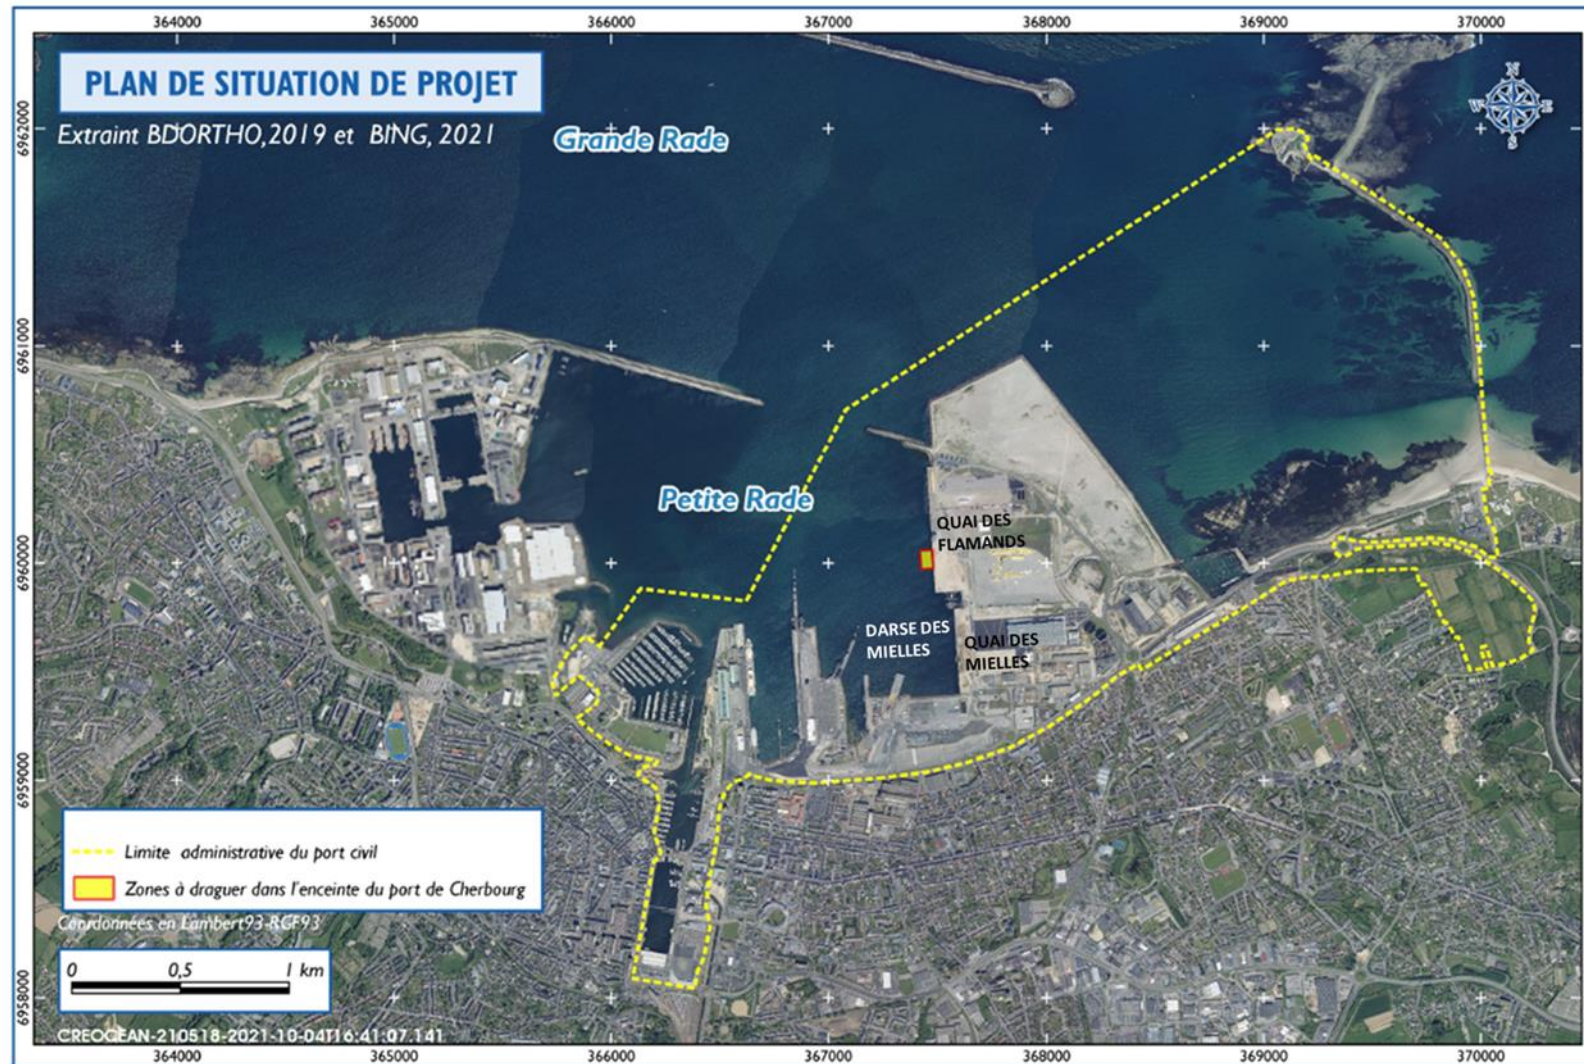 364000 365000 366000 367000 368000 369000 370000
PLAN DE SITUATION DE PROJET
Extraint BDORTHO,2019 et BING, 2021
Grande Rade
N
W E
S
6962000
6961000
Petite Rade
QUAI DES
FLAMANDS
6960000
DARSE DES
MIELLES
QUAI DES
MIELLES
6959000
Limite administrative du port civil
Zones à draguer dans l'enceinte du port de Cherbourg
Coordonnées en Lambert93-RGF93
0 0,5 1 km
6958000
CREOCEAN-210518-2021-10-04T16:41:07.141
364000 365000 366000 367000 368000 369000 370000